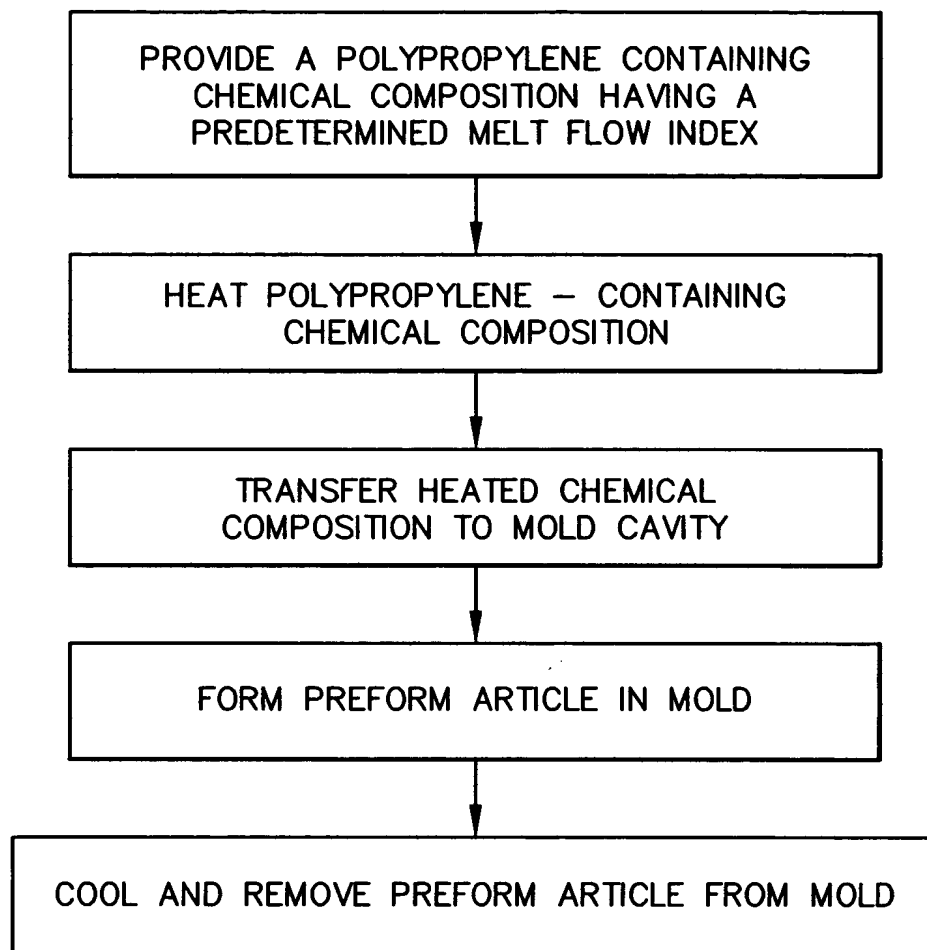 PROVIDE A POLYPROPYLENE CONTAINING
CHEMICAL COMPOSITION HAVING A
PREDETERMINED MELT FLOW INDEX
HEAT POLYPROPYLENE – CONTAINING
CHEMICAL COMPOSITION
TRANSFER HEATED CHEMICAL
COMPOSITION TO MOLD CAVITY
FORM PREFORM ARTICLE IN MOLD
COOL AND REMOVE PREFORM ARTICLE FROM MOLD